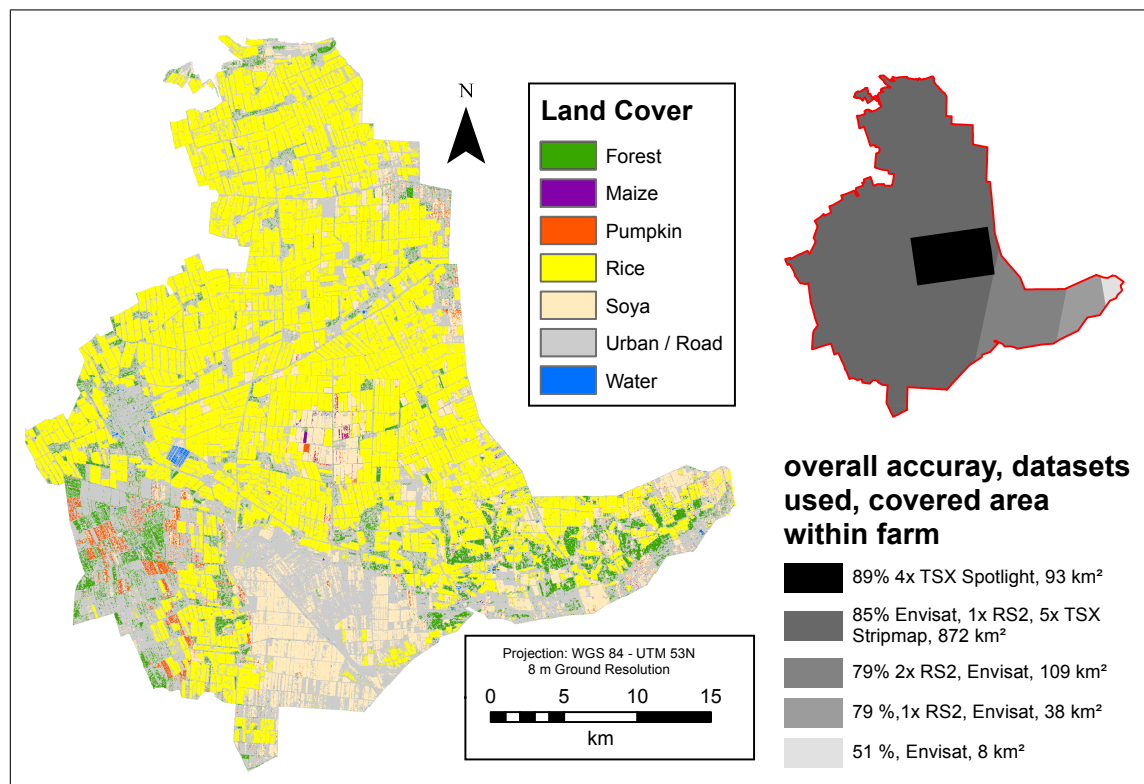 N
Land Cover
Forest
Maize
Pumpkin
Rice
Soya
Urban / Road
Water
Projection: WGS 84 - UTM 53N
8 m Ground Resolution
0 5 10 15
km
overall accuray, datasets
used, covered area
within farm
89% 4x TSX Spotlight, 93 km²
85% Envisat, 1x RS2, 5x TSX
Stripmap, 872 km²
79% 2x RS2, Envisat, 109 km²
79 %,1x RS2, Envisat, 38 km²
51 %, Envisat, 8 km²